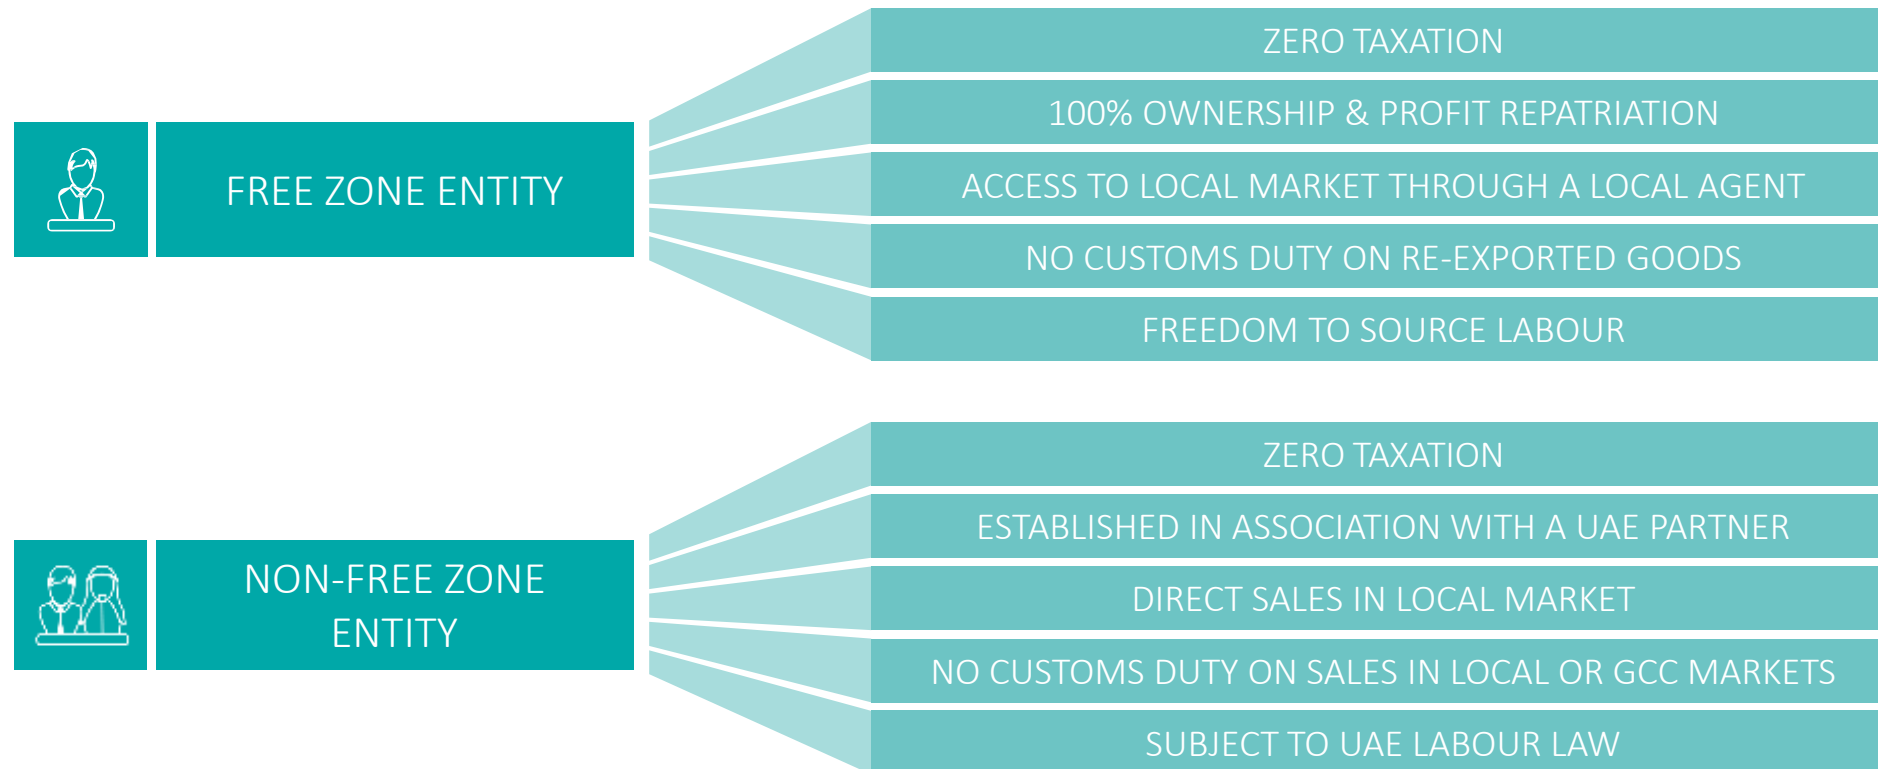 FREE ZONE ENTITY
ZERO TAXATION
100% OWNERSHIP & PROFIT REPATRIATION
ACCESS TO LOCAL MARKET THROUGH A LOCAL AGENT
NO CUSTOMS DUTY ON RE-EXPORTED GOODS
FREEDOM TO SOURCE LABOUR
NON-FREE ZONE
ENTITY
ZERO TAXATION
ESTABLISHED IN ASSOCIATION WITH A UAE PARTNER
DIRECT SALES IN LOCAL MARKET
NO CUSTOMS DUTY ON SALES IN LOCAL OR GCC MARKETS
SUBJECT TO UAE LABOUR LAW